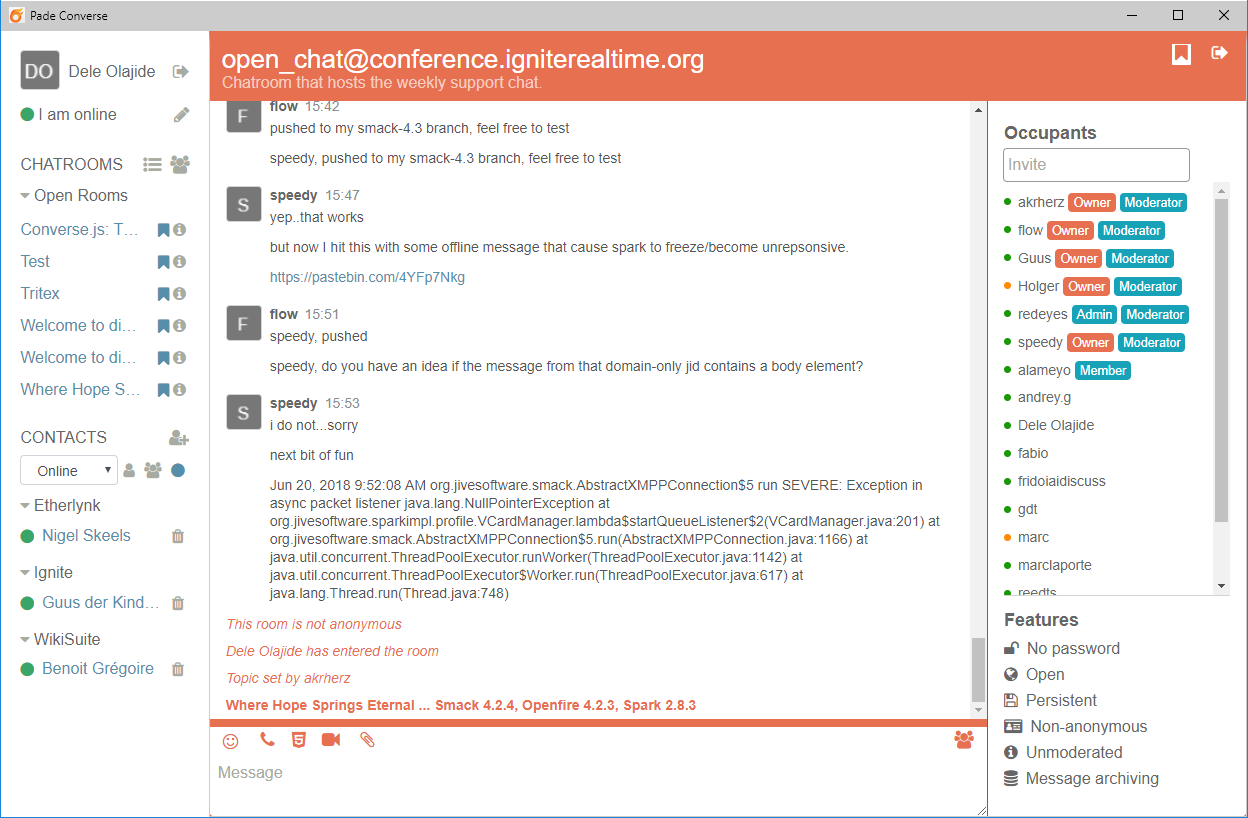 Pade Converse
DO Dele Olajide
I am online
CHATROOMS
Open Rooms
Converse.js: T...
Test
Tritex
Welcome to di...
Welcome to di...
Where Hope S...
CONTACTS
Online
Etherlynk
Nigel Skeels
Ignite
Guus der Kind...
WikiSuite
Benoit Grégoire
open_chat@conference.igniterealtime.org
Chatroom that hosts the weekly support chat.
F flow 15:42
pushed to my smack-4.3 branch, feel free to test
speedy, pushed to my smack-4.3 branch, feel free to test
S speedy 15:47
yep..that works
but now I hit this with some offline message that cause spark to freeze/become unrepsonsive.
https://pastebin.com/4YFp7Nkg
F flow 15:51
speedy, pushed
speedy, do you have an idea if the message from that domain-only jid contains a body element?
S speedy 15:53
i do not...sorry
next bit of fun
Jun 20, 2018 9:52:08 AM org.jivesoftware.smack.AbstractXMPPConnection$5 run SEVERE: Exception in
async packet listener java.lang.NullPointerException at
org.jivesoftware.sparkimpl.profile.VCardManager.lambda$startQueueListener$2(VCardManager.java:201) at
org.jivesoftware.smack.AbstractXMPPConnection$5.run(AbstractXMPPConnection.java:1166) at
java.util.concurrent.ThreadPoolExecutor.runWorker(ThreadPoolExecutor.java:1142) at
java.util.concurrent.ThreadPoolExecutor$Worker.run(ThreadPoolExecutor.java:617) at
java.lang.Thread.run(Thread.java:748)
This room is not anonymous
Dele Olajide has entered the room
Topic set by akrherz
Where Hope Springs Eternal ... Smack 4.2.4, Openfire 4.2.3, Spark 2.8.3
Message
Occupants
Invite
akrherz Owner Moderator
flow Owner Moderator
Guus Owner Moderator
Holger Owner Moderator
redeyes Admin Moderator
speedy Owner Moderator
alameyo Member
andrey.g
Dele Olajide
fabio
fridoiaidiscuss
gdt
marc
marclaporte
reedts
Features
No password
Open
Persistent
Non-anonymous
Unmoderated
Message archiving